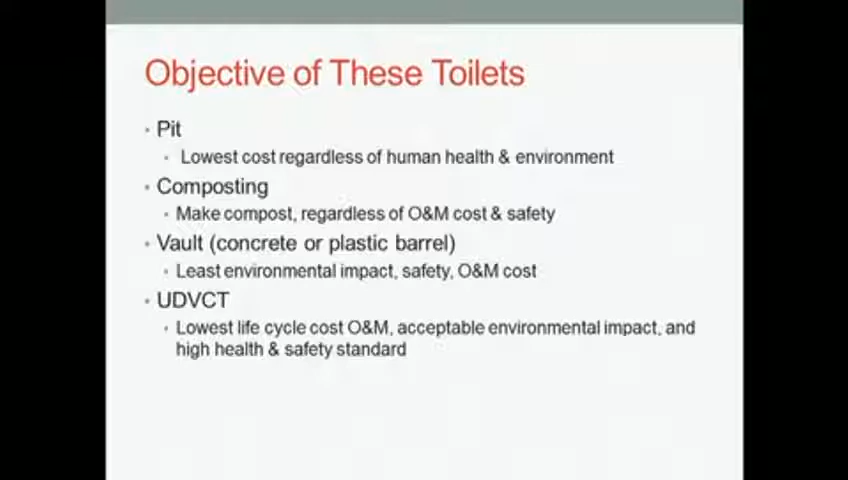 Objective of These Toilets
• Pit
• Lowest cost regardless of human health & environment
• Composting
• Make compost, regardless of O&M cost & safety
• Vault (concrete or plastic barrel)
• Least environmental impact, safety, O&M cost
• UDVCT
• Lowest life cycle cost O&M, acceptable environmental impact, and
high health & safety standard